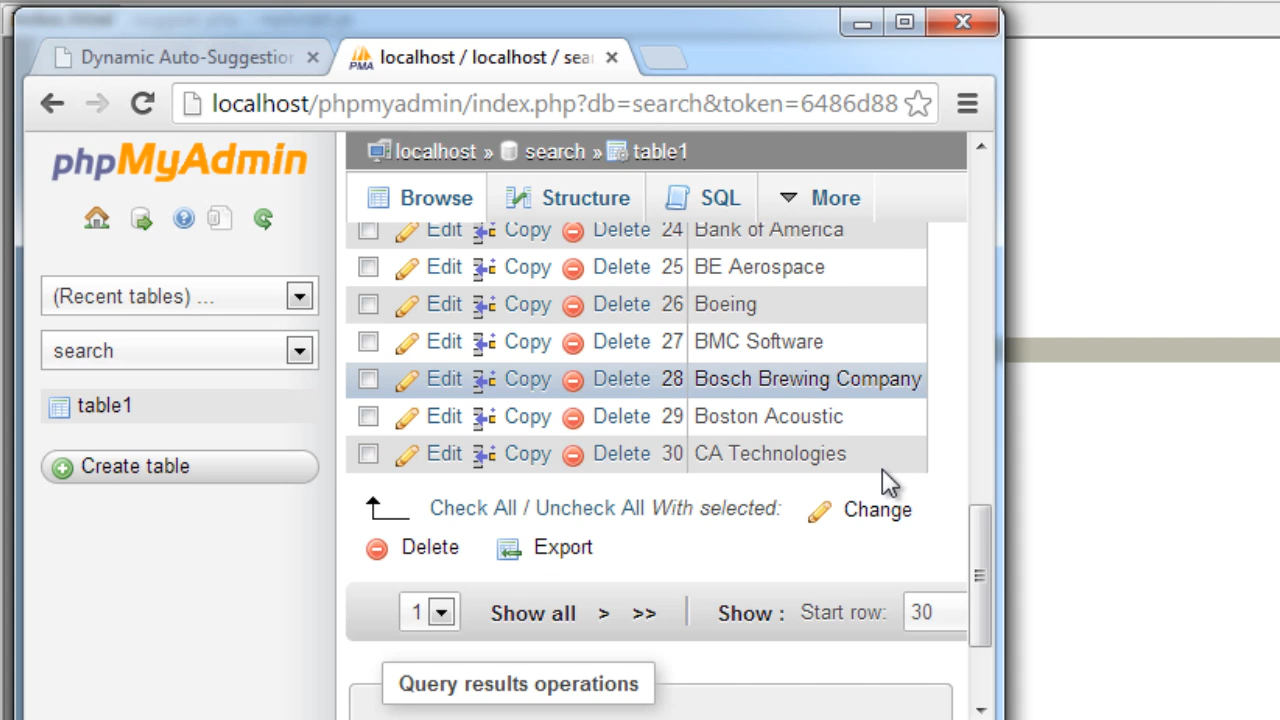 Dynamic Auto-Suggestion
localhost / localhost / sea
localhost/phpmyadmin/index.php?db=search&token=6486d88
phpMyAdmin
(Recent tables) ...
search
table1
Create table
localhost » search » table1
Browse Structure SQL More
Edit Copy Delete 24 Bank of America
Edit Copy Delete 25 BE Aerospace
Edit Copy Delete 26 Boeing
Edit Copy Delete 27 BMC Software
Edit Copy Delete 28 Bosch Brewing Company
Edit Copy Delete 29 Boston Acoustic
Edit Copy Delete 30 CA Technologies
Check All / Uncheck All With selected: Change
Delete Export
1 Show all > >> Show : Start row: 30
Query results operations